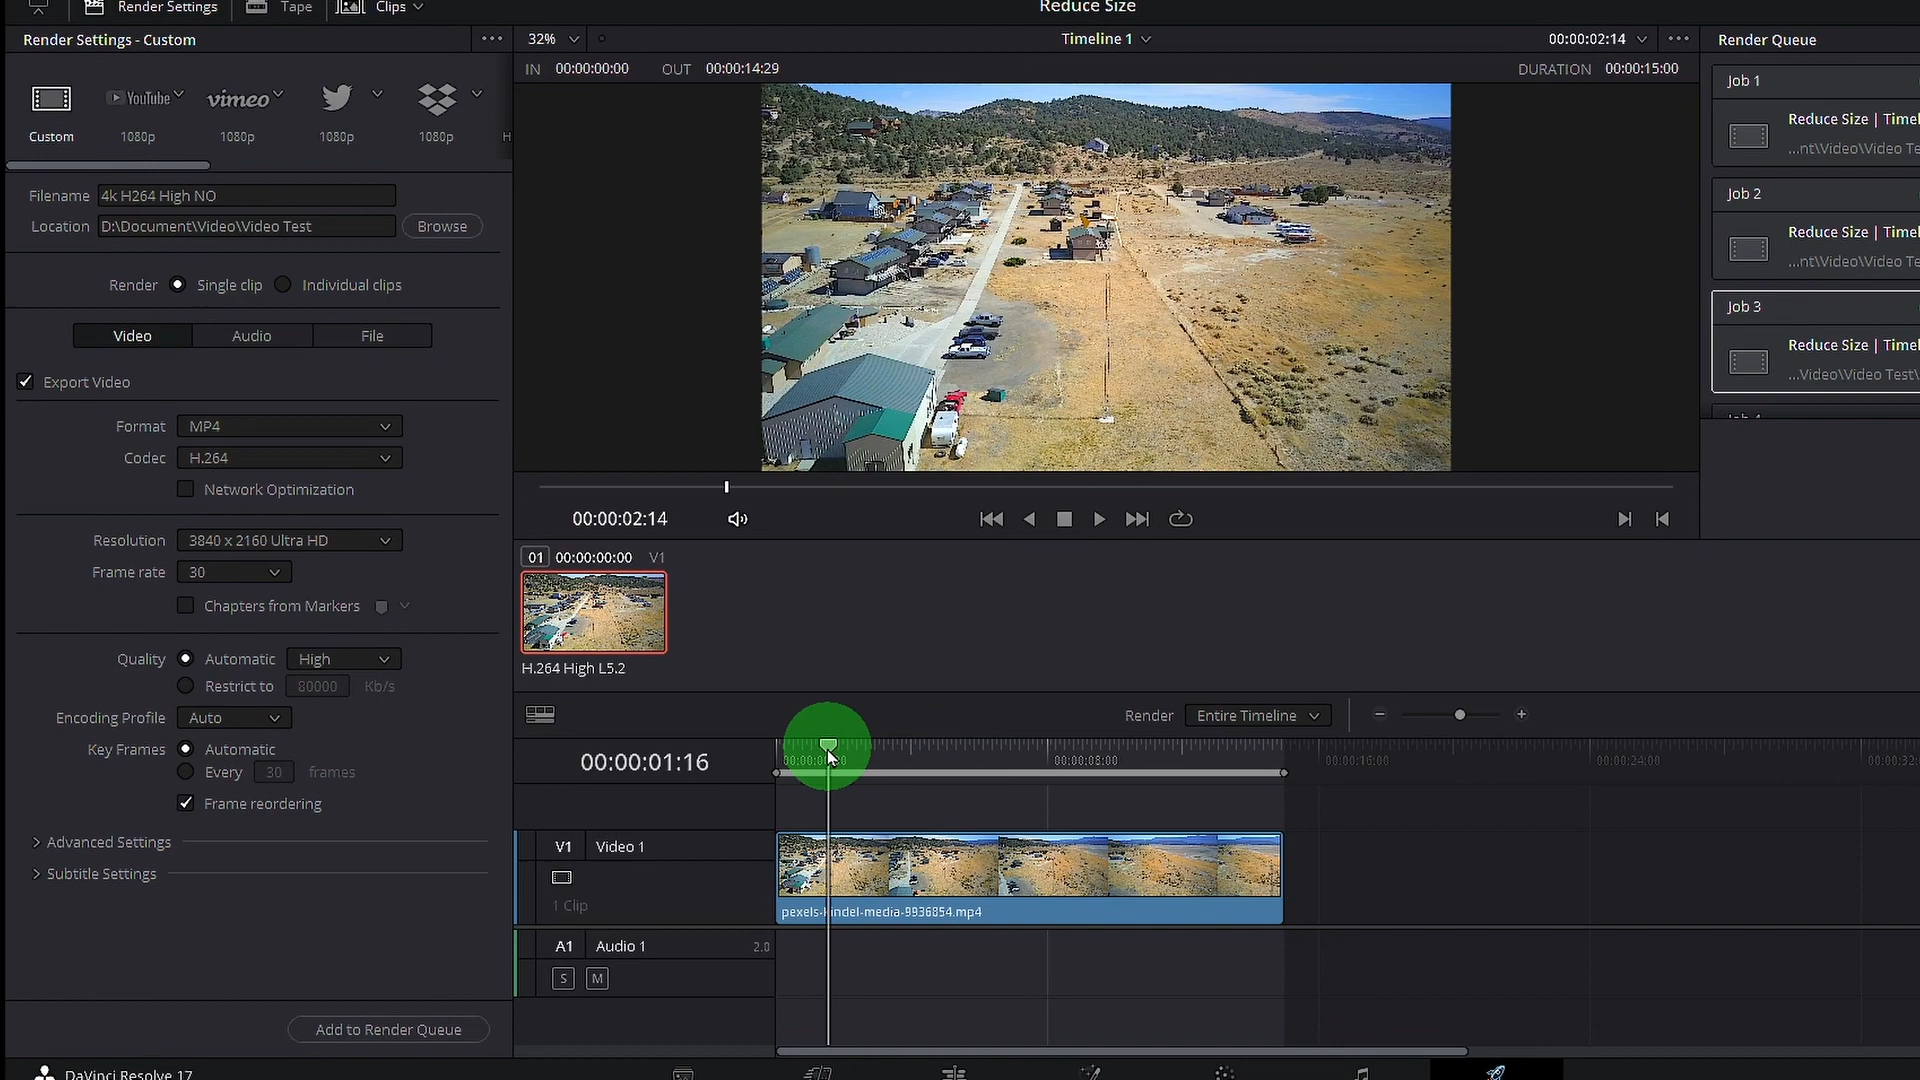 Render Settings
Tape
Clips
Reduce Size
Render Settings - Custom
32%
Timeline 1
00:00:02:14
Render Queue
IN 00:00:00:00 OUT 00:00:14:29
DURATION 00:00:15:00
YouTube
vimeo
Custom
1080p
1080p
1080p
1080p
H
Filename 4k H264 High NO
Location D:\Document\Video\Video Test
Browse
Render Single clip Individual clips
Video Audio File
Export Video
Format MP4
Codec H.264
Network Optimization
Resolution 3840 x 2160 Ultra HD
Frame rate 30
Chapters from Markers
Quality Automatic High
Restrict to 80000 Kb/s
Encoding Profile Auto
Key Frames Automatic
Every 30 frames
Frame reordering
Advanced Settings
Subtitle Settings
Add to Render Queue
DaVinci Resolve 17
Job 1
Reduce Size | Timel
...nt\Video\Video Te
Job 2
Reduce Size | Timel
...nt\Video\Video Te
Job 3
Reduce Size | Timel
...Video\Video Test\
00:00:02:14
01 00:00:00:00 V1
H.264 High L5.2
Render Entire Timeline
00:00:01:16
00:00:08:00
00:00:16:00
00:00:24:00
00:00:32:
V1 Video 1
1 Clip
pexels-kindel-media-9936854.mp4
A1 Audio 1 2.0
S M